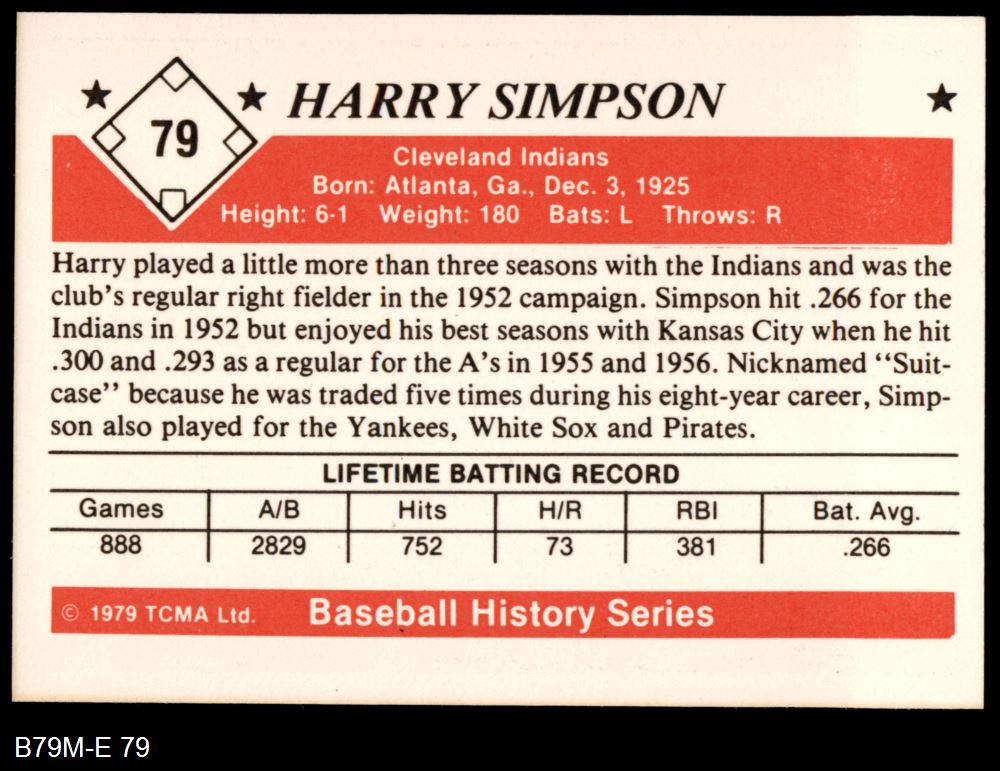 79
HARRY SIMPSON
Cleveland Indians
Born: Atlanta, Ga., Dec. 3, 1925
Height: 6-1 Weight: 180 Bats: L Throws: R
Harry played a little more than three seasons with the Indians and was the
club's regular right fielder in the 1952 campaign. Simpson hit .266 for the
Indians in 1952 but enjoyed his best seasons with Kansas City when he hit
.300 and .293 as a regular for the A's in 1955 and 1956. Nicknamed “Suit-
case” because he was traded five times during his eight-year career, Simp-
son also played for the Yankees, White Sox and Pirates.
LIFETIME BATTING RECORD
Games A/B Hits H/R RBI Bat. Avg.
888 2829 752 73 381 .266
© 1979 TCMA Ltd. Baseball History Series
B79M-E 79